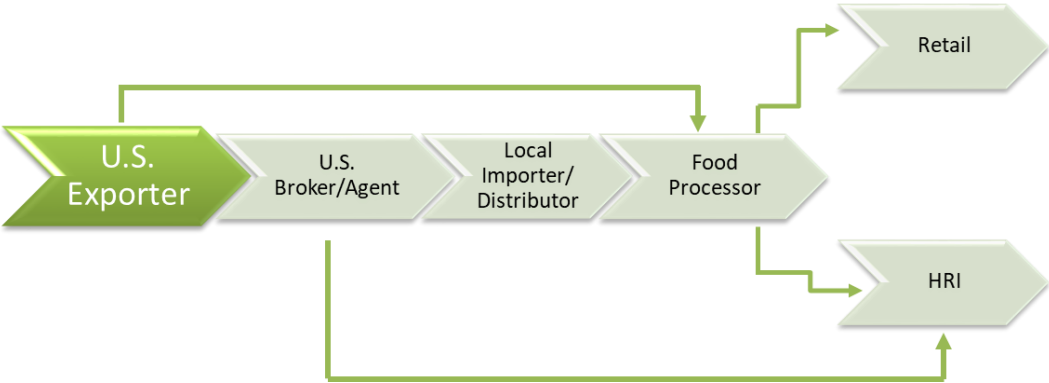 U.S.
Exporter
U.S.
Broker/Agent
Local
Importer/
Distributor
Food
Processor
Retail
HRI